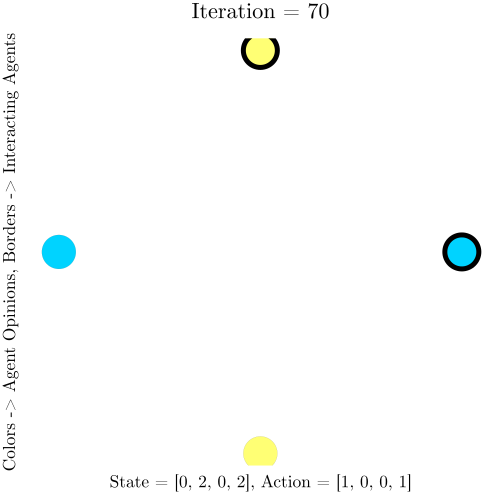 Iteration = 70
Colors -> Agent Opinions, Borders -> Interacting Agents
State = [0, 2, 0, 2], Action = [1, 0, 0, 1]